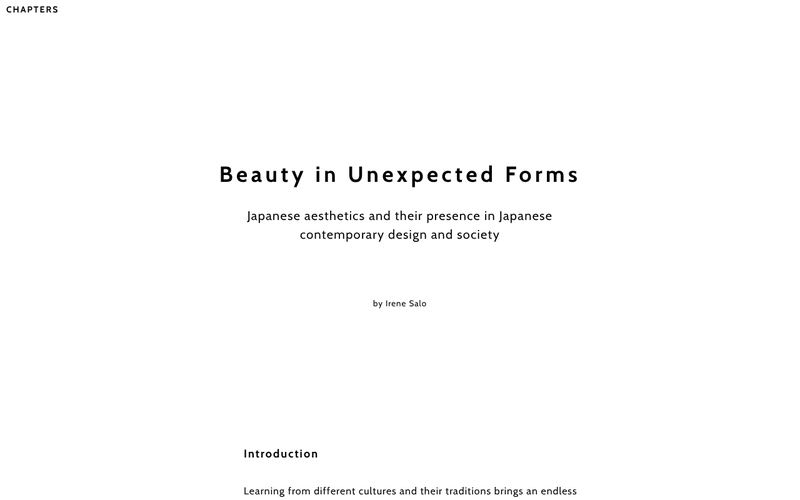 CHAPTERS
Beauty in Unexpected Forms
Japanese aesthetics and their presence in Japanese
contemporary design and society
by Irene Salo
Introduction
Learning from different cultures and their traditions brings an endless